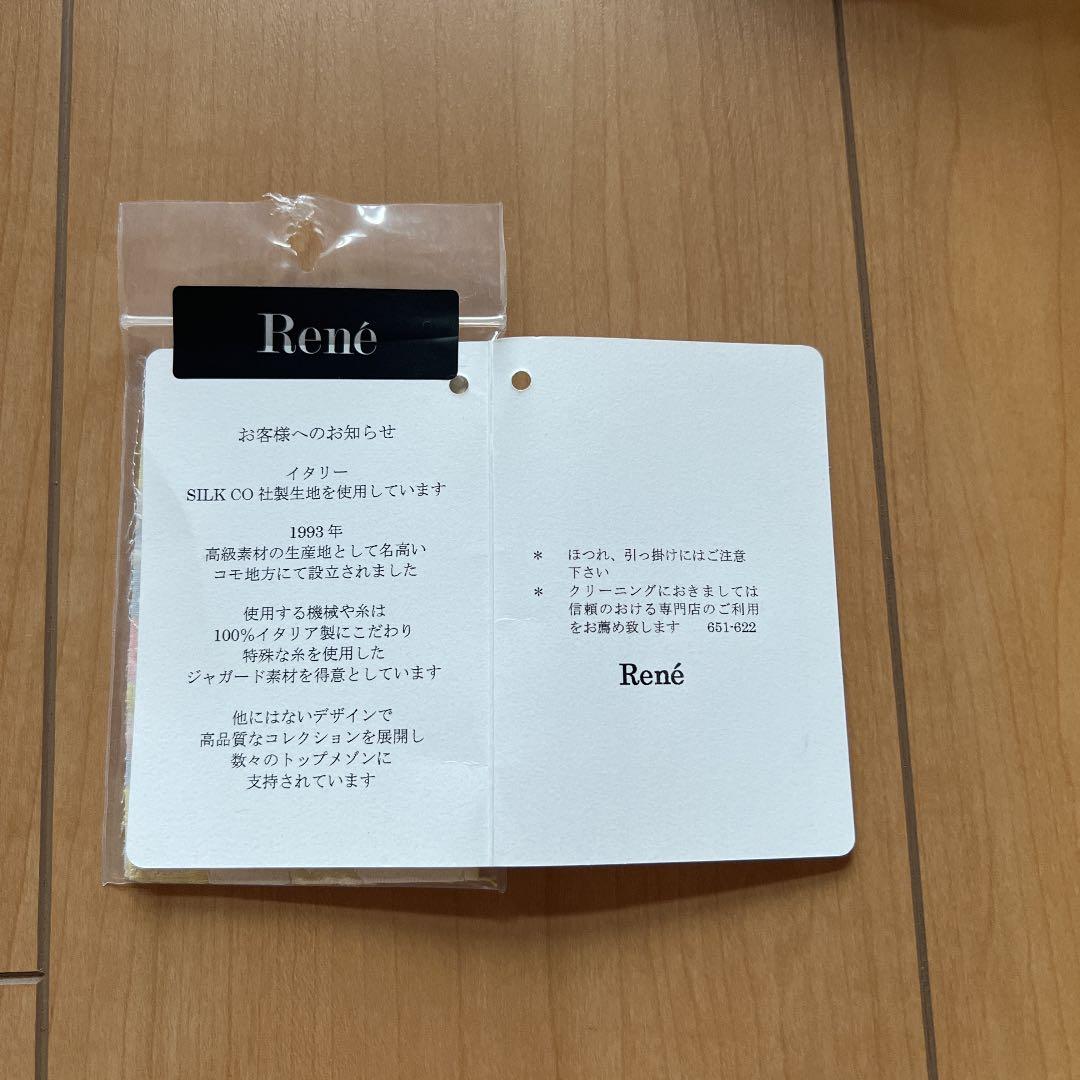 René
お客様へのお知らせ
イタリー
SILK CO 社製生地を使用しています
1993 年
高級素材の生産地として名高い
コモ地方にて設立されました
使用する機械や糸は
100%イタリア製にこだわり
特殊な糸を使用した
ジャガード素材を得意としています
他にはないデザインで
高品質なコレクションを展開し
数々のトップメゾンに
支持されています
* ほつれ、引っ掛けにはご注意
下さい
* クリーニングにおきましては
信頼のおける専門店のご利用
をお薦め致します 651-622
René